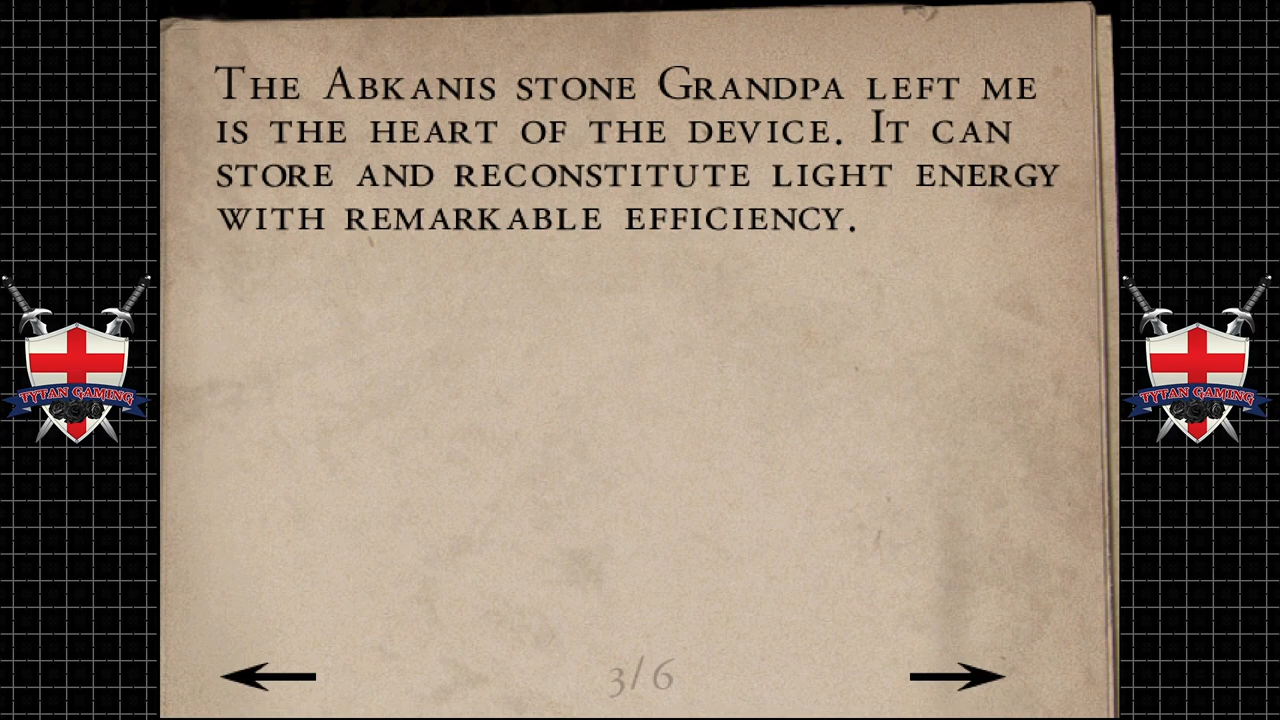 The Abkanis stone Grandpa left me
is the heart of the device. It can
store and reconstitute light energy
with remarkable efficiency.
TYTAN GAMING
TYTAN GAMING
3/6